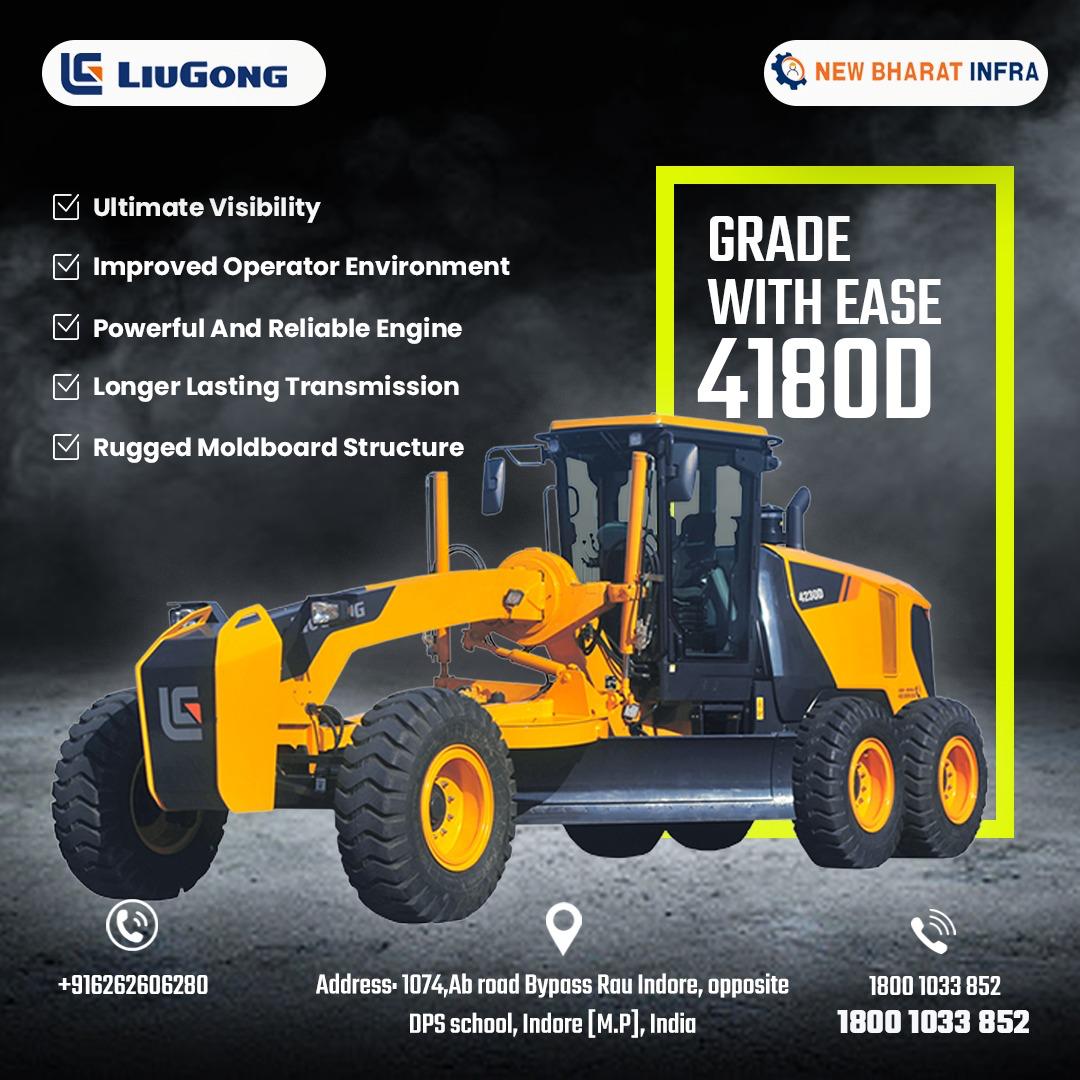 LIUGONG
NEW BHARAT INFRA
Ultimate Visibility
Improved Operator Environment
Powerful And Reliable Engine
Longer Lasting Transmission
Rugged Moldboard Structure
GRADE
WITH EASE
4180D
4230D
+916262606280
Address: 1074,Ab road Bypass Rau Indore, opposite
DPS school, Indore [M.P], India
1800 1033 852
1800 1033 852